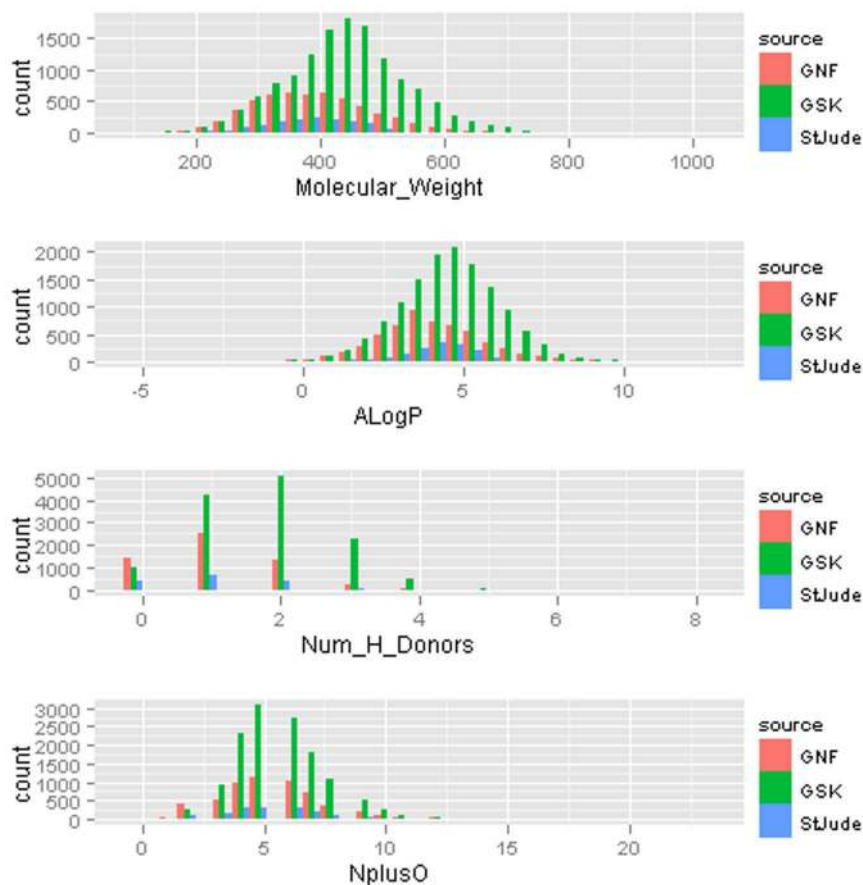 1500
1000
500
0
count
200
400
600
800
1000
Molecular_Weight
source
GNF
GSK
StJude
2000
1500
1000
500
0
count
-5
0
5
10
ALogP
source
GNF
GSK
StJude
5000
4000
3000
2000
1000
0
count
0
2
4
6
8
Num_H_Donors
source
GNF
GSK
StJude
3000
2500
2000
1500
1000
500
0
count
0
5
10
15
20
NplusO
source
GNF
GSK
StJude